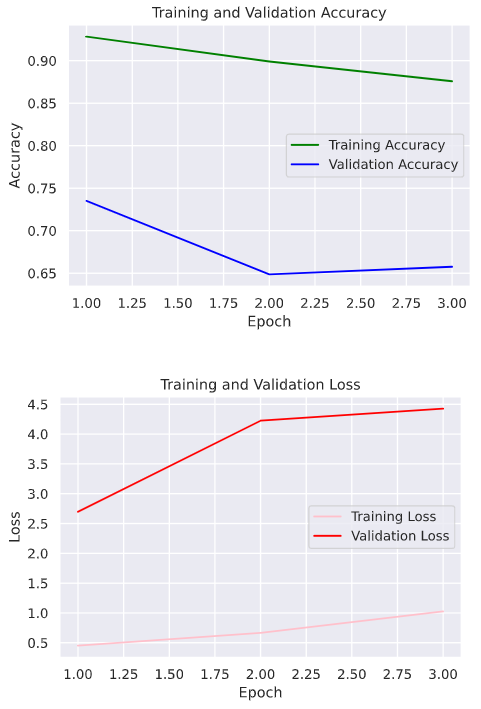 Training and Validation Accuracy
0.90
0.85
0.80
0.75
0.70
0.65
Accuracy
Training Accuracy
Validation Accuracy
1.00 1.25 1.50 1.75 2.00 2.25 2.50 2.75 3.00
Epoch
Training and Validation Loss
4.5
4.0
3.5
3.0
2.5
2.0
1.5
1.0
0.5
Loss
Training Loss
Validation Loss
1.00 1.25 1.50 1.75 2.00 2.25 2.50 2.75 3.00
Epoch